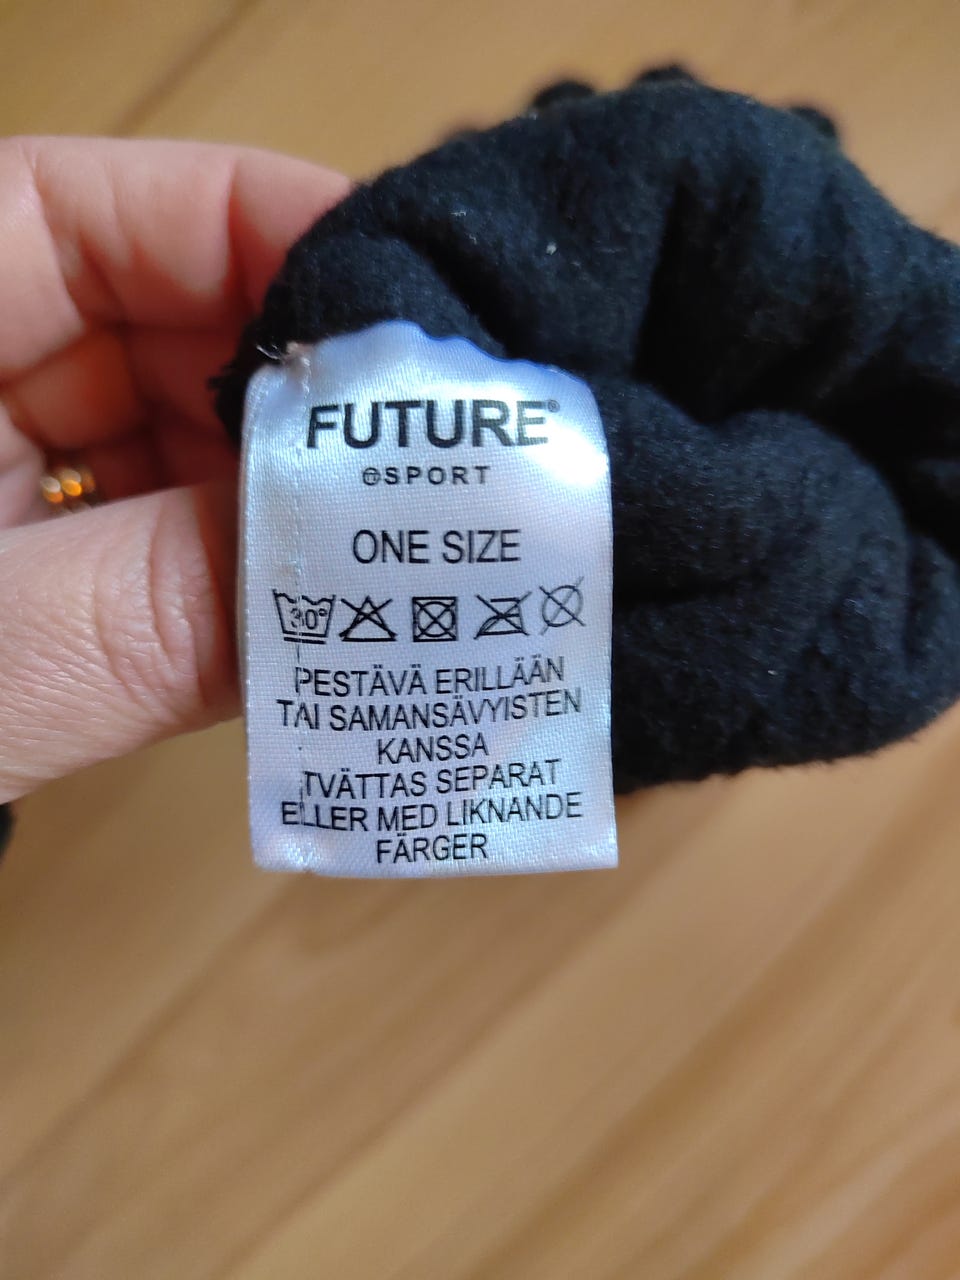 FUTURE®
SPORT
ONE SIZE
30°
PESTÄVÄ ERILLÄÄN
TAI SAMANSÄVYISTEN
KANSSA
TVÄTTAS SEPARAT
ELLER MED LIKNANDE
FÄRGER